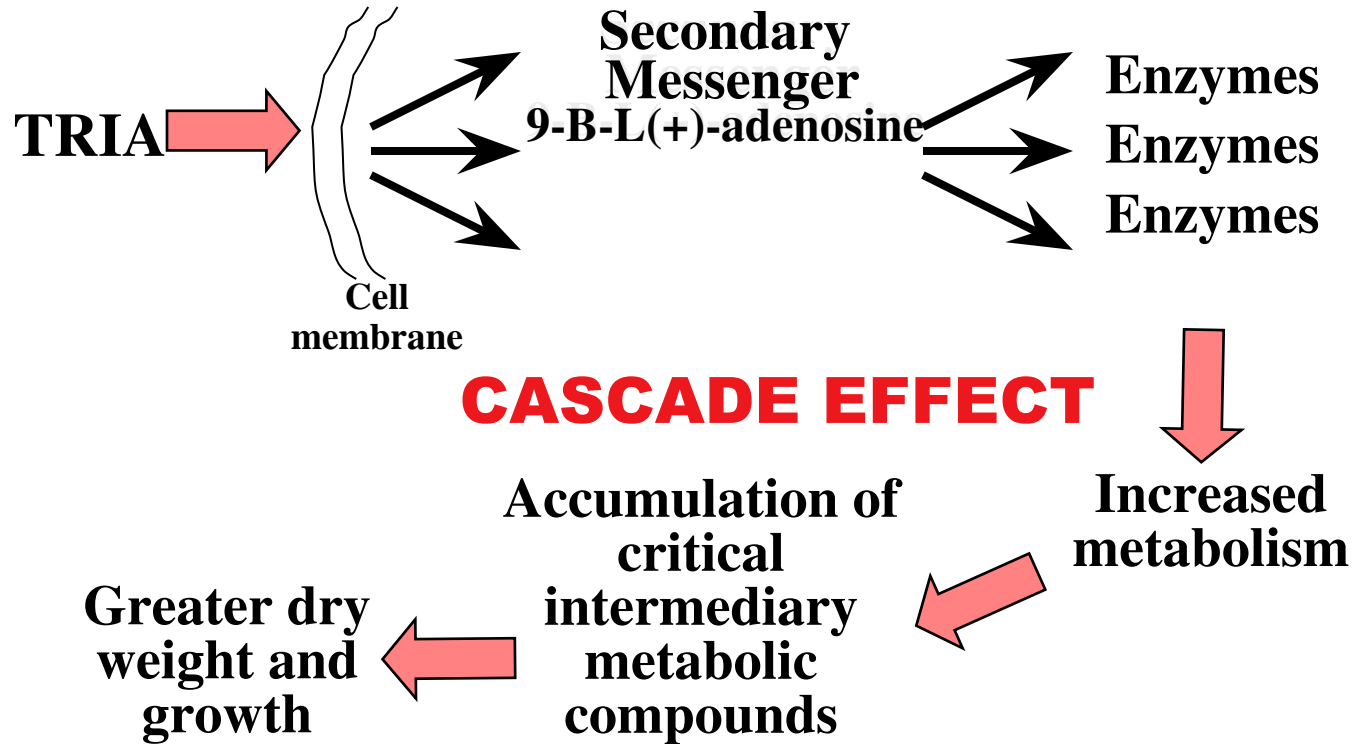 TRIA
Secondary
Messenger
9-B-L(+)-adenosine
Enzymes
Enzymes
Enzymes
Cell
membrane
CASCADE EFFECT
Increased
metabolism
Accumulation of
critical
intermediary
metabolic
compounds
Greater dry
weight and
growth